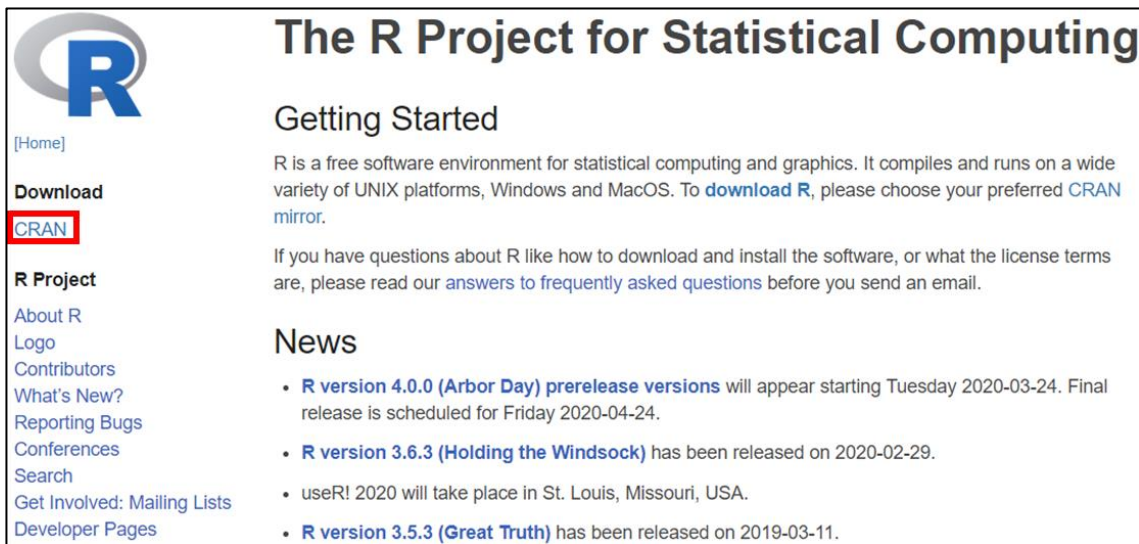 R
[Home]
Download
CRAN
R Project
About R
Logo
Contributors
What's New?
Reporting Bugs
Conferences
Search
Get Involved: Mailing Lists
Developer Pages
The R Project for Statistical Computing
Getting Started
R is a free software environment for statistical computing and graphics. It compiles and runs on a wide
variety of UNIX platforms, Windows and MacOS. To download R, please choose your preferred CRAN
mirror.
If you have questions about R like how to download and install the software, or what the license terms
are, please read our answers to frequently asked questions before you send an email.
News
• R version 4.0.0 (Arbor Day) prerelease versions will appear starting Tuesday 2020-03-24. Final
release is scheduled for Friday 2020-04-24.
• R version 3.6.3 (Holding the Windsock) has been released on 2020-02-29.
• useR! 2020 will take place in St. Louis, Missouri, USA.
• R version 3.5.3 (Great Truth) has been released on 2019-03-11.